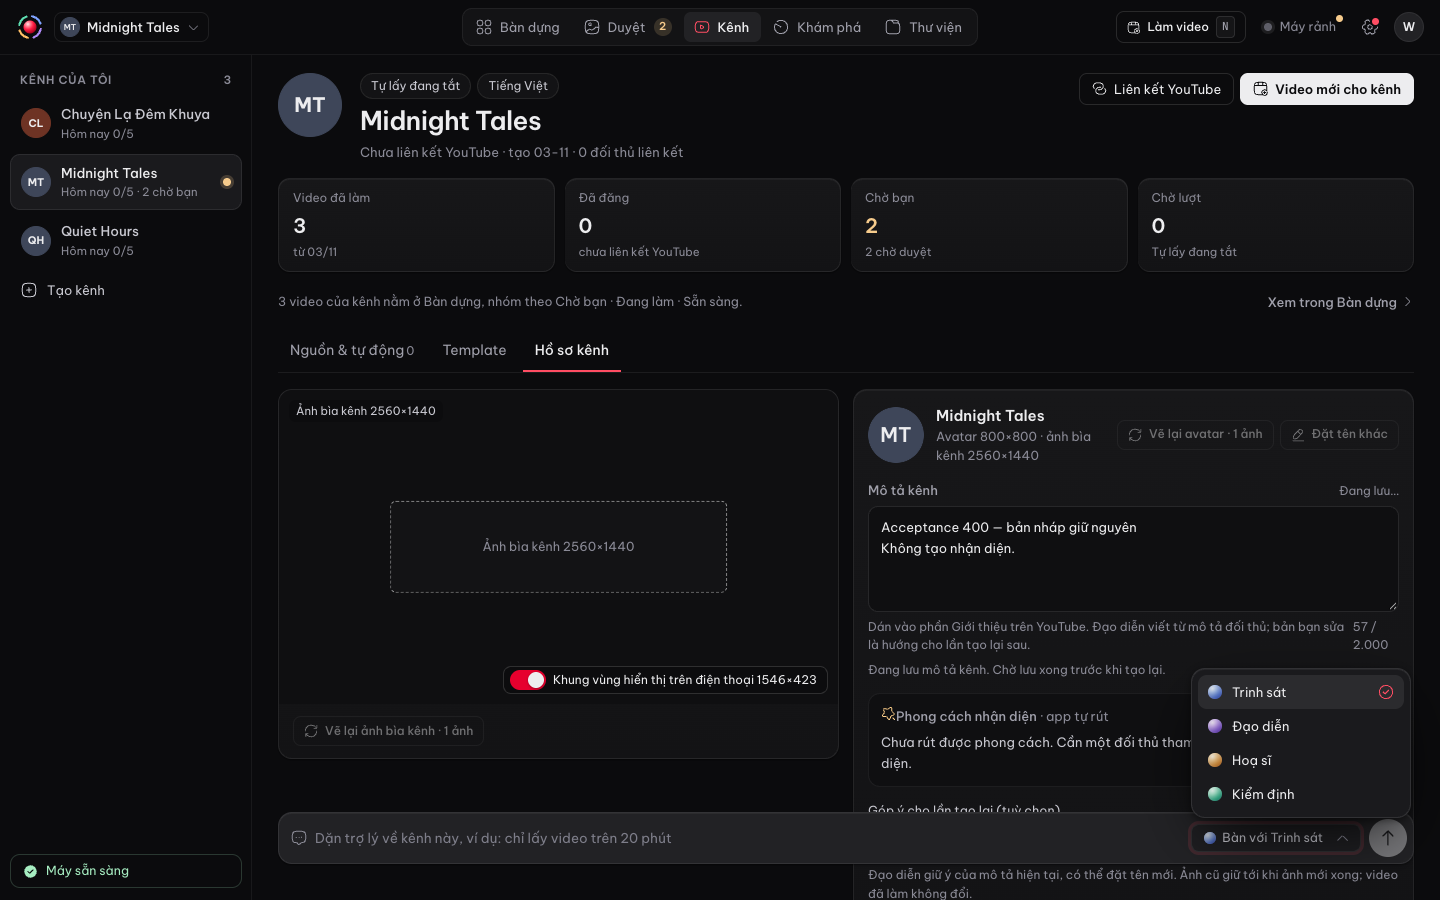 MT Midnight Tales
Bàn dựng
Duyệt 2
Kênh
Khám phá
Thư viện
Làm video N
Máy rảnh
W
KÊNH CỦA TÔI 3
CL
Chuyện Lạ Đêm Khuya
Hôm nay 0/5
MT
Midnight Tales
Hôm nay 0/5 · 2 chờ bạn
QH
Quiet Hours
Hôm nay 0/5
Tạo kênh
Máy sẵn sàng
MT
Tự lấy đang tắt
Tiếng Việt
Midnight Tales
Chưa liên kết YouTube · tạo 03-11 · 0 đối thủ liên kết
Liên kết YouTube
Video mới cho kênh
Video đã làm
3
từ 03/11
Đã đăng
0
chưa liên kết YouTube
Chờ bạn
2
2 chờ duyệt
Chờ lượt
0
Tự lấy đang tắt
3 video của kênh nằm ở Bàn dựng, nhóm theo Chờ bạn · Đang làm · Sẵn sàng.
Xem trong Bàn dựng
Nguồn & tự động 0
Template
Hồ sơ kênh
Ảnh bìa kênh 2560×1440
Ảnh bìa kênh 2560×1440
Khung vùng hiển thị trên điện thoại 1546×423
Vẽ lại ảnh bìa kênh · 1 ảnh
MT
Midnight Tales
Avatar 800×800 · ảnh bìa
kênh 2560×1440
Vẽ lại avatar · 1 ảnh
Đặt tên khác
Mô tả kênh
Đang lưu…
Acceptance 400 — bản nháp giữ nguyên
Không tạo nhận diện.
Dán vào phần Giới thiệu trên YouTube. Đạo diễn viết từ mô tả đối thủ; bản bạn sửa
là hướng cho lần tạo lại sau.
57 /
2.000
Đang lưu mô tả kênh. Chờ lưu xong trước khi tạo lại.
Phong cách nhận diện · app tự rút
Chưa rút được phong cách. Cần một đối thủ tham
diện.
Góp ý cho lần tạo lại (tuỳ chọn)
Trinh sát
Đạo diễn
Hoạ sĩ
Kiểm định
Dặn trợ lý về kênh này, ví dụ: chỉ lấy video trên 20 phút
Bàn với Trinh sát
Đạo diễn giữ ý của mô tả hiện tại, có thể đặt tên mới. Ảnh cũ giữ tới khi ảnh mới xong; video
đã làm không đổi.